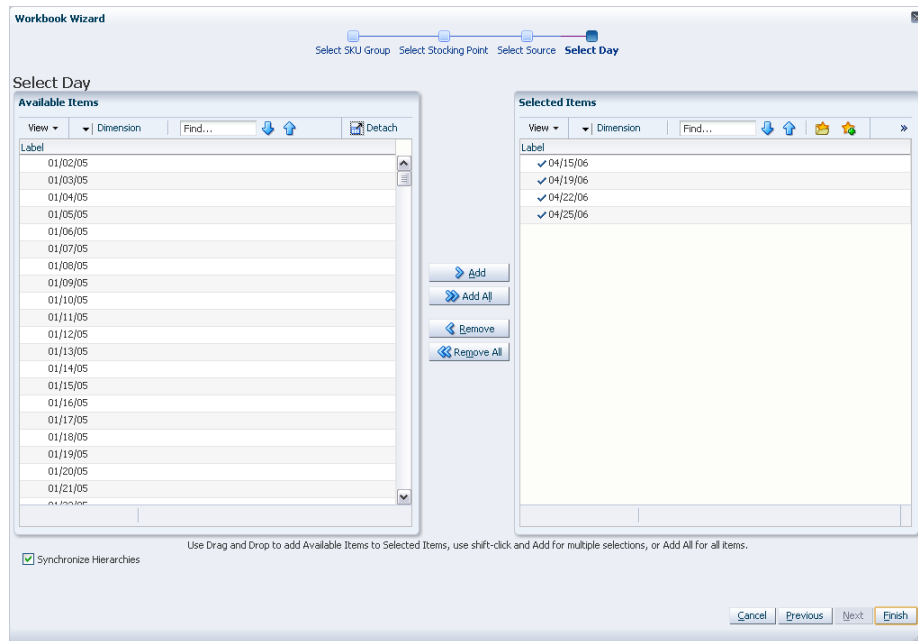 Workbook Wizard
Select SKU Group Select Stocking Point Select Source Select Day
Select Day
Available Items
View Dimension Find... Detach
Label
01/02/05
01/03/05
01/04/05
01/05/05
01/06/05
01/07/05
01/08/05
01/09/05
01/10/05
01/11/05
01/12/05
01/13/05
01/14/05
01/15/05
01/16/05
01/17/05
01/18/05
01/19/05
01/20/05
01/21/05
Add
Add All
Remove
Remove All
Selected Items
View Dimension Find... »
Label
04/15/06
04/19/06
04/22/06
04/25/06
Use Drag and Drop to add Available Items to Selected Items, use shift-click and Add for multiple selections, or Add All for all items.
Synchronize Hierarchies
Cancel Previous Next Finish